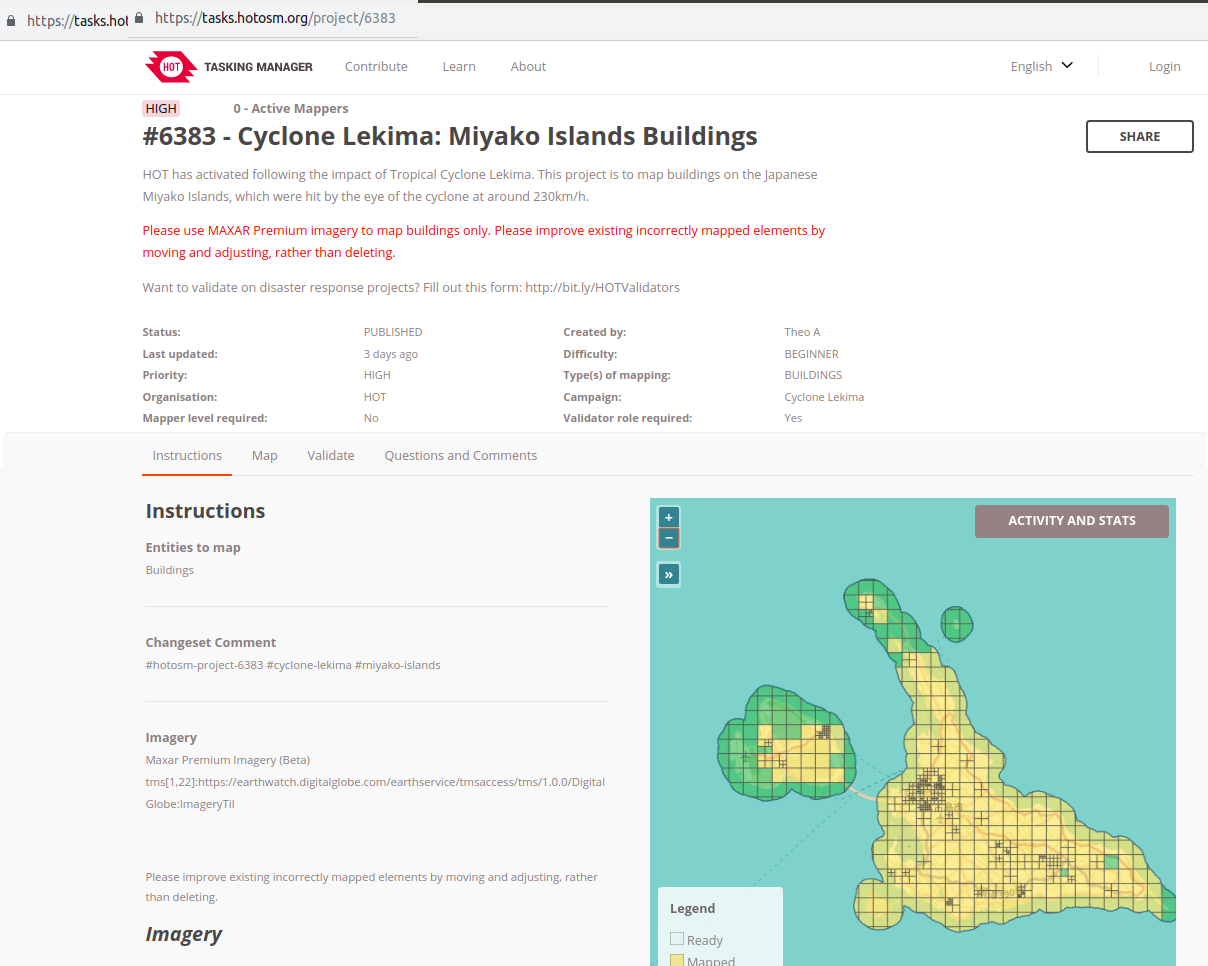 https://tasks.hot
https://tasks.hotosm.org/project/6383
HOT TASKING MANAGER Contribute Learn About English Login
HIGH 0 - Active Mappers
#6383 - Cyclone Lekima: Miyako Islands Buildings
SHARE
HOT has activated following the impact of Tropical Cyclone Lekima. This project is to map buildings on the Japanese
Miyako Islands, which were hit by the eye of the cyclone at around 230km/h.
Please use MAXAR Premium imagery to map buildings only. Please improve existing incorrectly mapped elements by
moving and adjusting, rather than deleting.
Want to validate on disaster response projects? Fill out this form: http://bit.ly/HOTValidators
Status: PUBLISHED Created by: Theo A
Last updated: 3 days ago Difficulty: BEGINNER
Priority: HIGH Type(s) of mapping: BUILDINGS
Organisation: HOT Campaign: Cyclone Lekima
Mapper level required: No Validator role required: Yes
Instructions Map Validate Questions and Comments
Instructions
Entities to map
Buildings
Changeset Comment
#hotosm-project-6383 #cyclone-lekima #miyako-islands
Imagery
Maxar Premium Imagery (Beta)
tms[1,22]:https://earthwatch.digitalglobe.com/earthservice/tmsaccess/tms/1.0.0/Digital
Globe:ImageryTil
Please improve existing incorrectly mapped elements by moving and adjusting, rather
than deleting.
Imagery
+
−
»
ACTIVITY AND STATS
Legend
Ready
Mapped